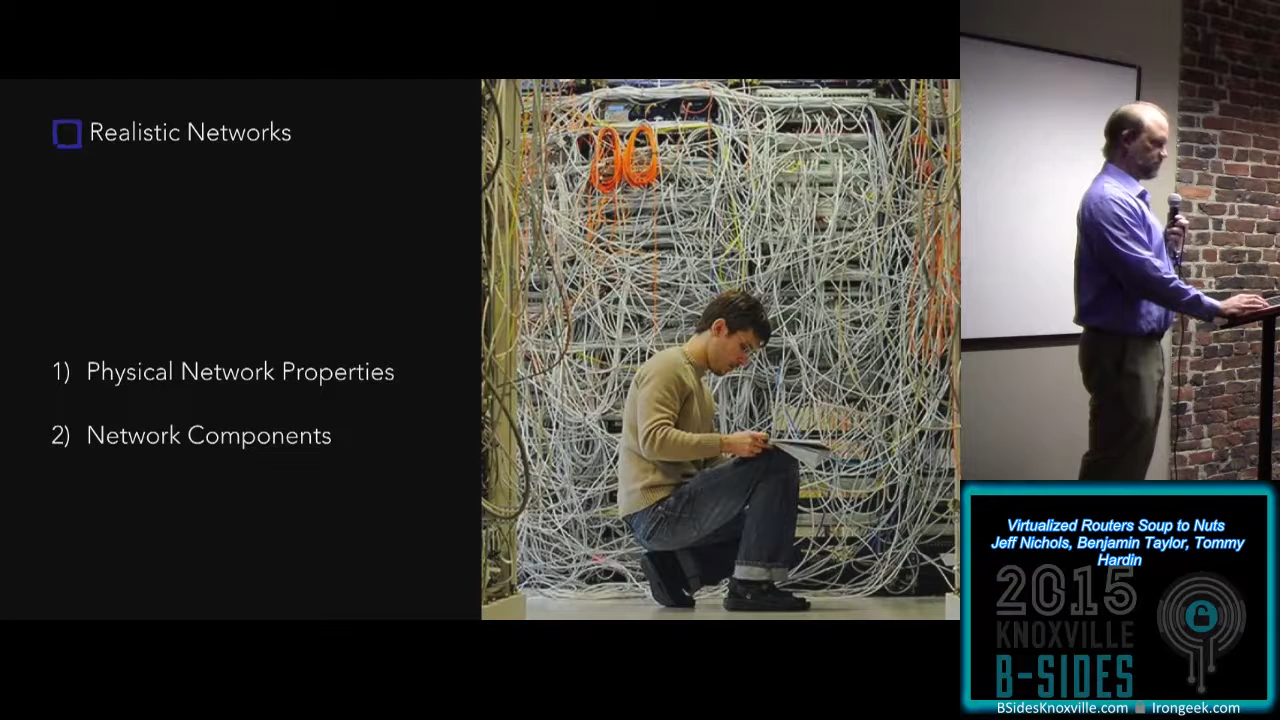 Realistic Networks
1) Physical Network Properties
2) Network Components
Virtualized Routers Soup to Nuts
Jeff Nichols, Benjamin Taylor, Tommy
Hardin
2015
KNOXVILLE
B-SIDES
BSidesKnoxville.com Irongeek.com